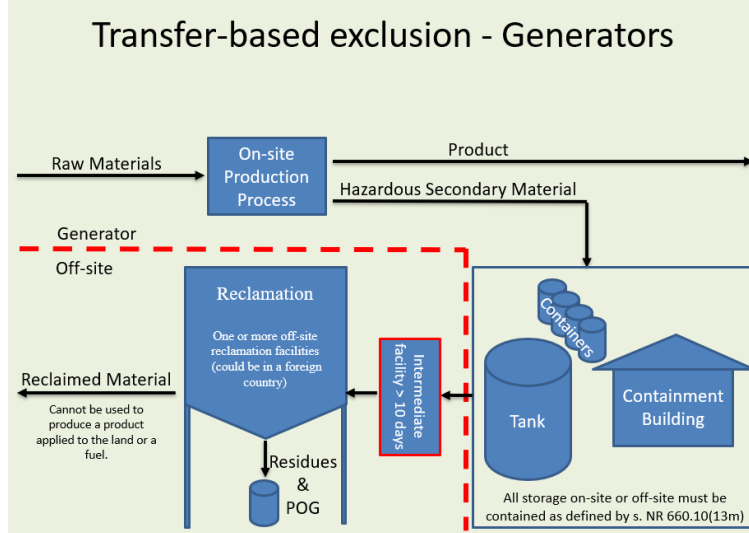 Transfer-based exclusion - Generators
Raw Materials
On-site
Production
Process
Product
Hazardous Secondary Material
Generator
Off-site
Reclamation
One or more off-site
reclamation facilities
(could be in a foreign
country)
Intermediate
facility > 10 days
Containers
Tank
Containment
Building
Reclaimed Material
Cannot be used to
produce a product
applied to the land or a
fuel.
Residues
&
POG
All storage on-site or off-site must be
contained as defined by s. NR 660.10(13m)